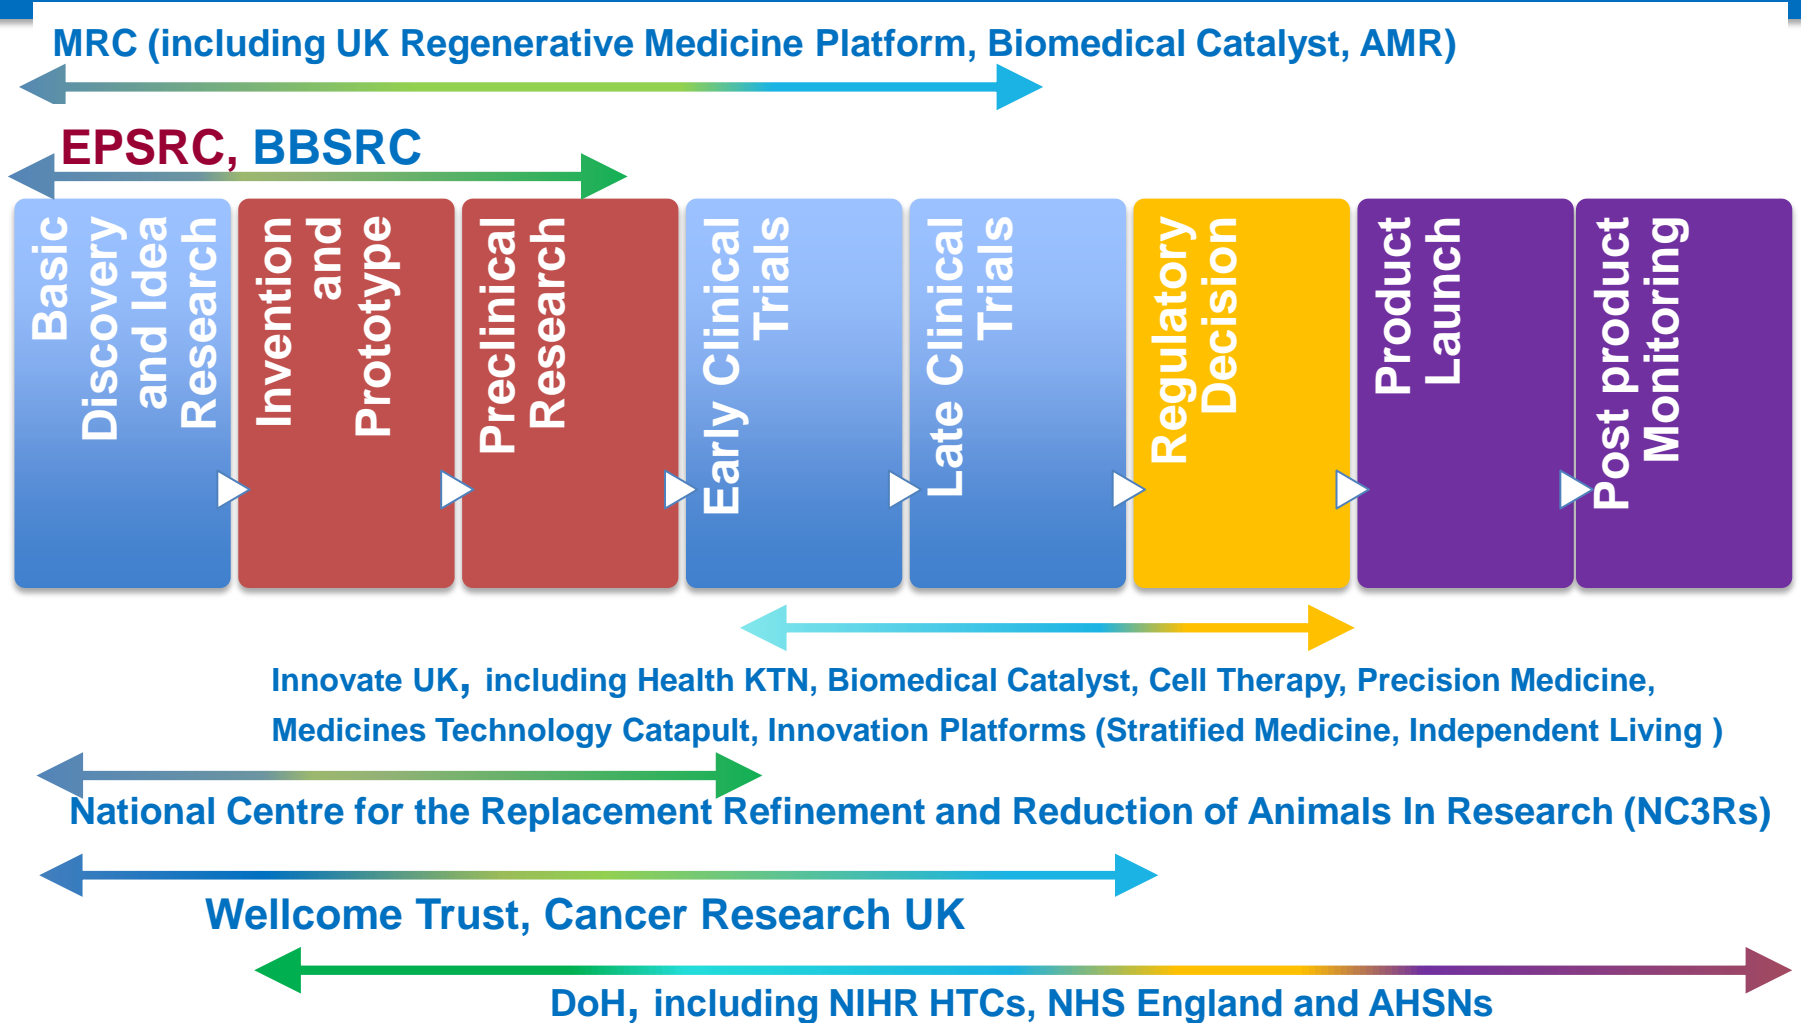 MRC (including UK Regenerative Medicine Platform, Biomedical Catalyst, AMR)
EPSRC, BBSRC
Basic
Discovery
and Idea
Research
Invention
and
Prototype
Preclinical
Research
Early Clinical
Trials
Late Clinical
Trials
Regulatory
Decision
Product
Launch
Post product
Monitoring
Innovate UK, including Health KTN, Biomedical Catalyst, Cell Therapy, Precision Medicine,
Medicines Technology Catapult, Innovation Platforms (Stratified Medicine, Independent Living )
National Centre for the Replacement Refinement and Reduction of Animals In Research (NC3Rs)
Wellcome Trust, Cancer Research UK
DoH, including NIHR HTCs, NHS England and AHSNs